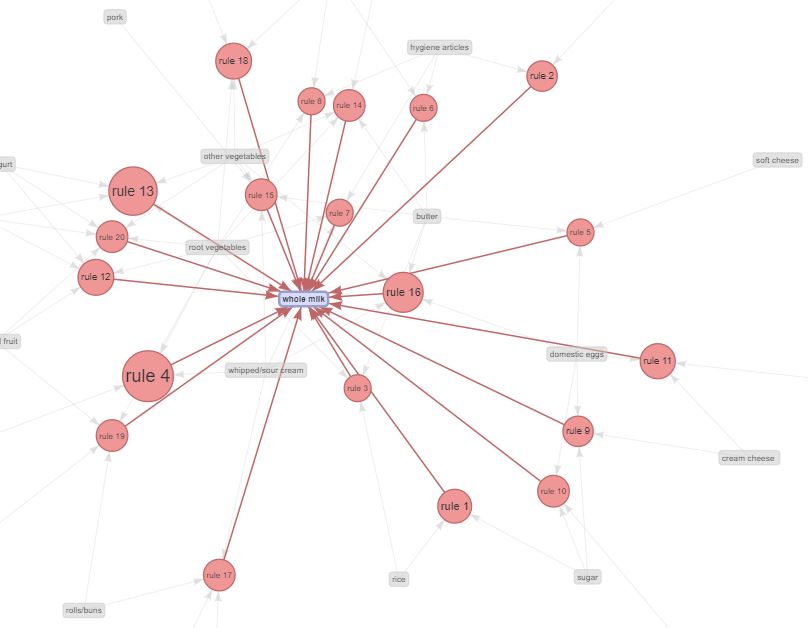 pork
hygiene articles
rule 18
rule 2
rule 8
rule 14
rule 6
other vegetables
soft cheese
gurt
rule 13
rule 15
rule 7
butter
rule 5
rule 20
root vegetables
rule 12
rule 16
whole milk
fruit
domestic eggs
rule 11
whipped/sour cream
rule 4
rule 3
rule 19
rule 9
cream cheese
rule 10
rule 1
rule 17
rice
sugar
rolls/buns